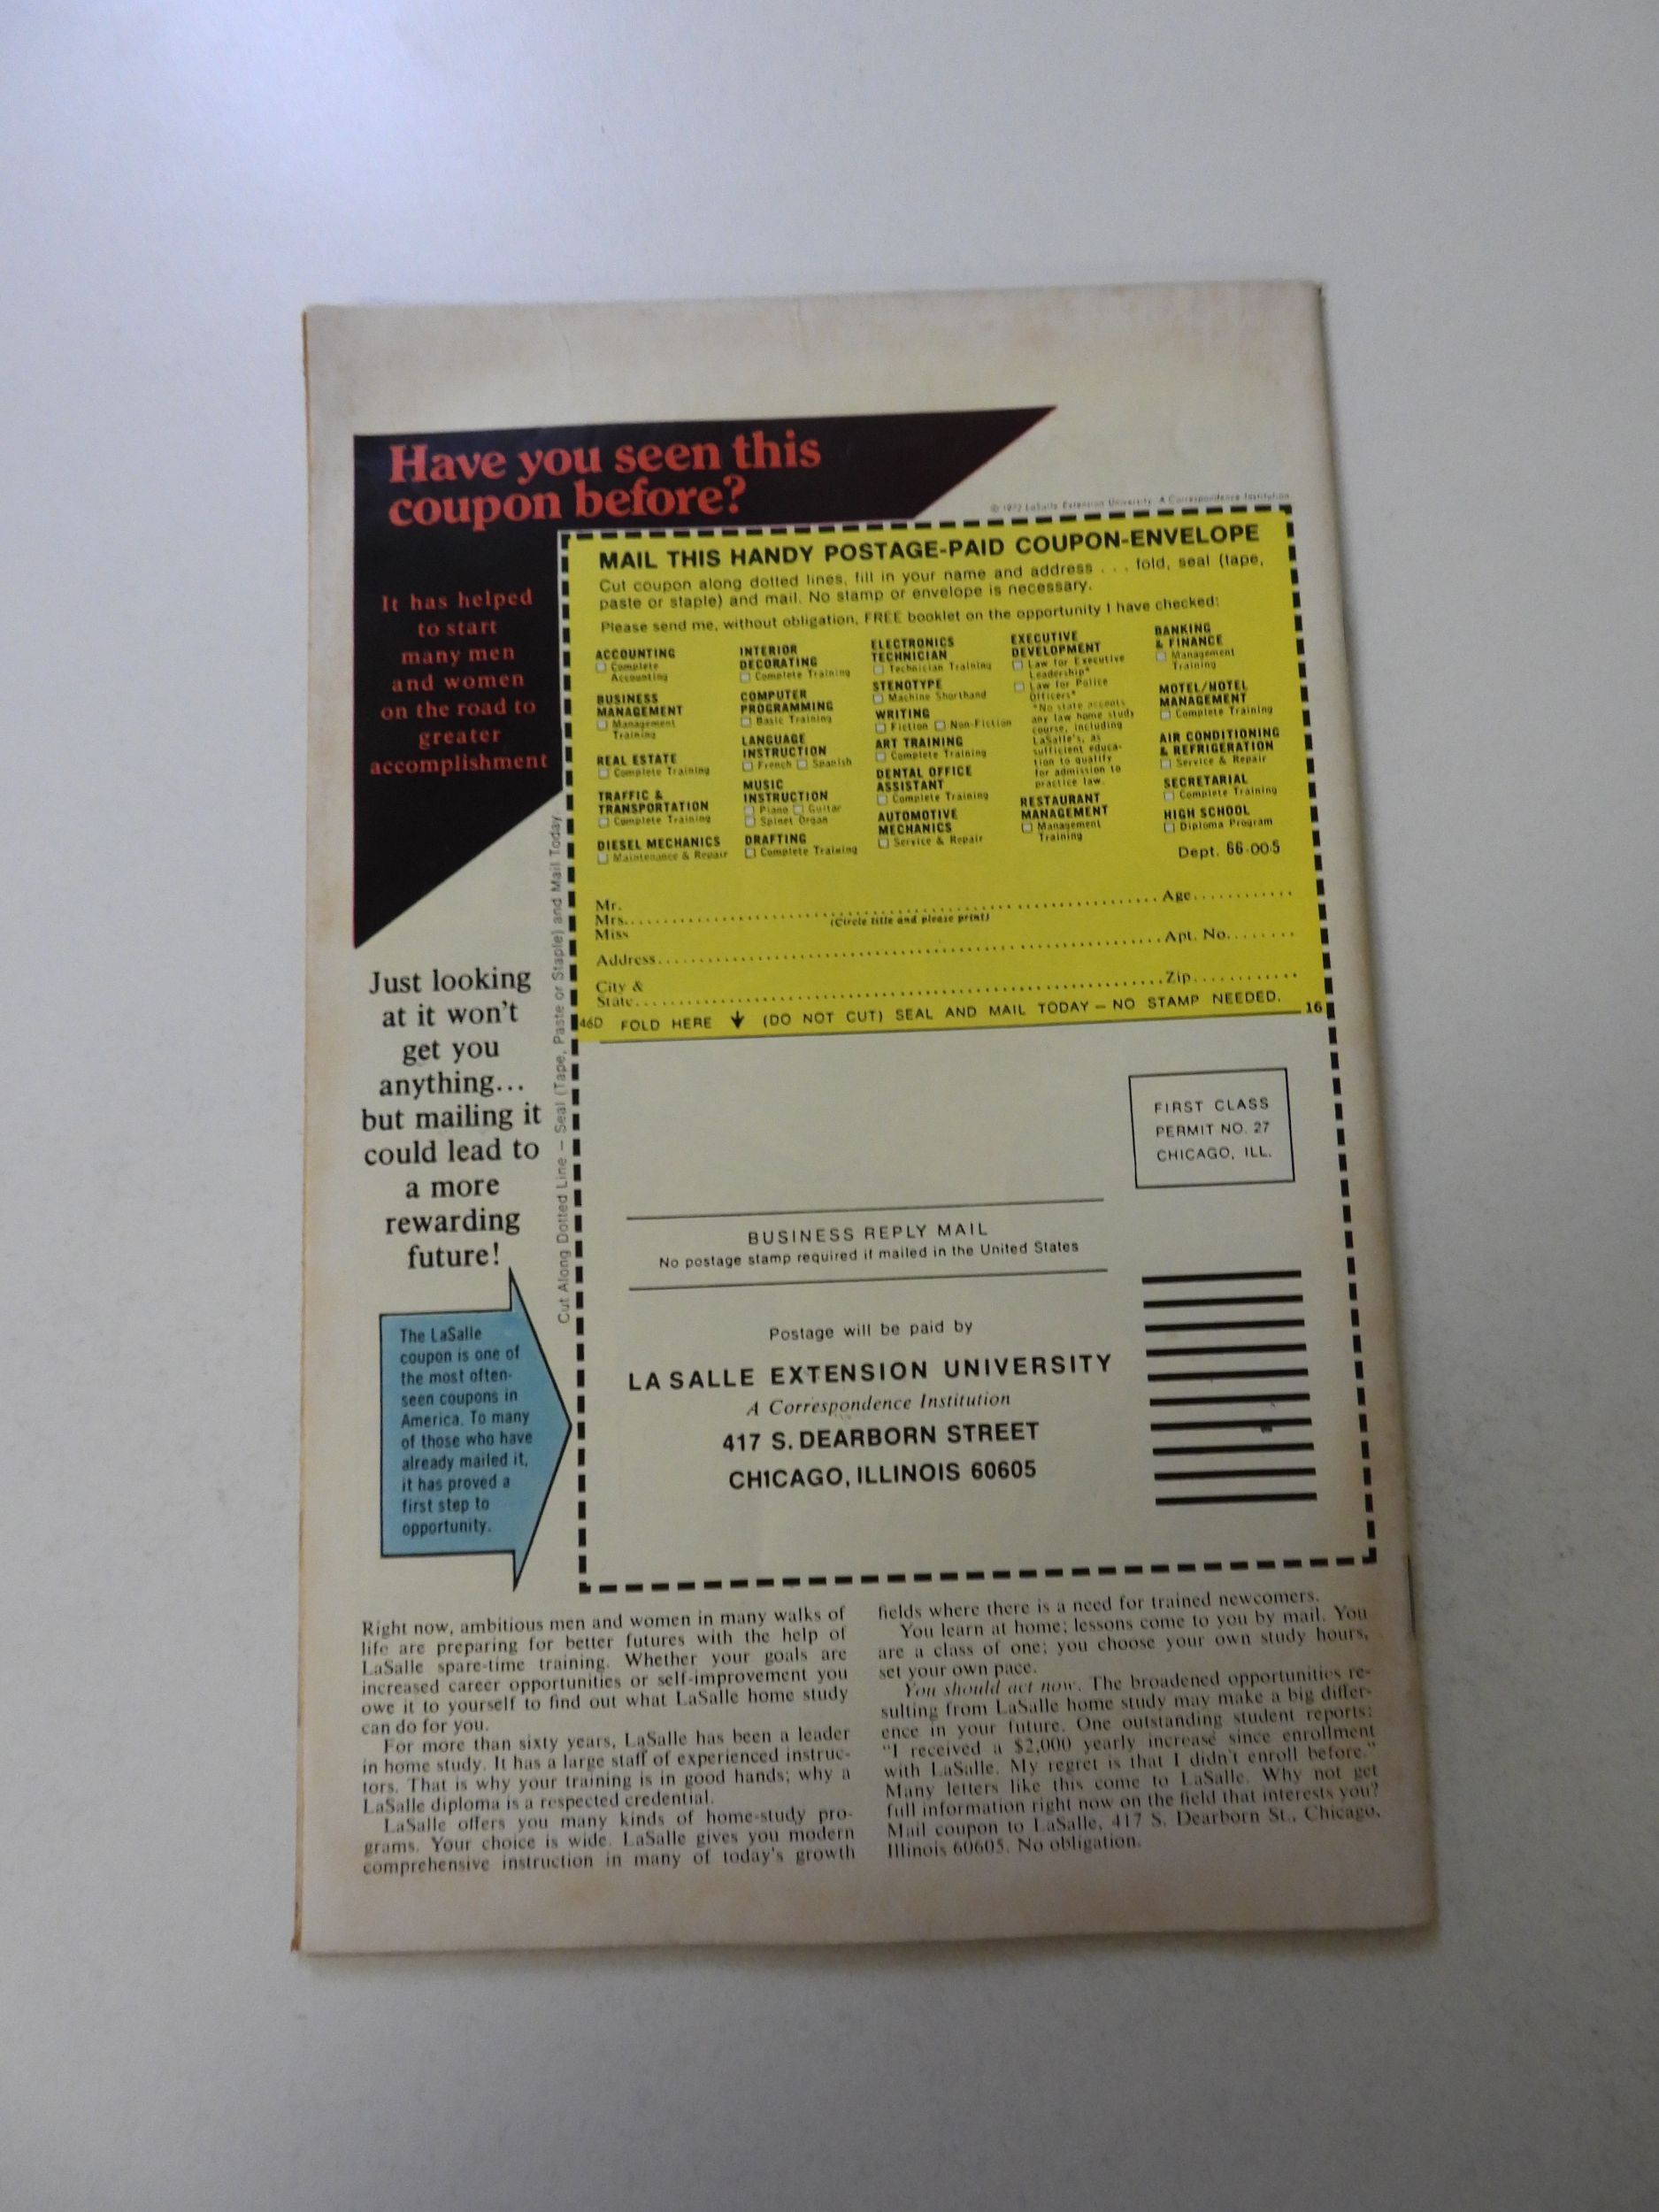 Have you seen this
coupon before?
It has helped
to start
many men
and women
on the road to
greater
accomplishment
Just looking
at it won't
get you
anything...
but mailing it
could lead to
a more
rewarding
future!
The LaSalle
coupon is one of
the most often-
seen coupons in
America. To many
of those who have
already mailed it,
it has proved a
first step to
opportunity.
Cut Along Dotted Line — Seal (Tape, Paste or Staple) and Mail Today
© 1972 LaSalle Extension University. A Correspondence Institution
MAIL THIS HANDY POSTAGE-PAID COUPON-ENVELOPE
Cut coupon along dotted lines, fill in your name and address . . . fold, seal (tape,
paste or staple) and mail. No stamp or envelope is necessary.
Please send me, without obligation, FREE booklet on the opportunity I have checked:
ACCOUNTING
Complete
Accounting
BUSINESS
MANAGEMENT
Management
Training
REAL ESTATE
Complete Training
TRAFFIC &
TRANSPORTATION
Complete Training
DIESEL MECHANICS
Maintenance & Repair
INTERIOR
DECORATING
Complete Training
COMPUTER
PROGRAMMING
Basic Training
LANGUAGE
INSTRUCTION
French Spanish
MUSIC
INSTRUCTION
Piano Guitar
Spinet Organ
DRAFTING
Complete Training
ELECTRONICS
TECHNICIAN
Technician Training
STENOTYPE
Machine Shorthand
WRITING
Fiction Non-Fiction
ART TRAINING
Complete Training
DENTAL OFFICE
ASSISTANT
Complete Training
AUTOMOTIVE
MECHANICS
Service & Repair
EXECUTIVE
DEVELOPMENT
Law for Executive
Leadership*
Law for Police
Officers*
*No state accepts
any law home study
course, including
LaSalle's, as
sufficient educa-
tion to qualify
for admission to
practice law.
RESTAURANT
MANAGEMENT
Management
Training
BANKING
& FINANCE
Management
Training
MOTEL/HOTEL
MANAGEMENT
Complete Training
AIR CONDITIONING
& REFRIGERATION
Service & Repair
SECRETARIAL
Complete Training
HIGH SCHOOL
Diploma Program
Dept. 66-005
Mr.
Mrs. Age
Miss
(Circle title and please print)
Address Apt. No.
City &
State Zip
46D FOLD HERE (DO NOT CUT) SEAL AND MAIL TODAY — NO STAMP NEEDED. 16
FIRST CLASS
PERMIT NO. 27
CHICAGO, ILL.
BUSINESS REPLY MAIL
No postage stamp required if mailed in the United States
Postage will be paid by
LA SALLE EXTENSION UNIVERSITY
A Correspondence Institution
417 S. DEARBORN STREET
CHICAGO, ILLINOIS 60605
Right now, ambitious men and women in many walks of
life are preparing for better futures with the help of
LaSalle spare-time training. Whether your goals are
increased career opportunities or self-improvement you
owe it to yourself to find out what LaSalle home study
can do for you.
For more than sixty years, LaSalle has been a leader
in home study. It has a large staff of experienced instruc-
tors. That is why your training is in good hands; why a
LaSalle diploma is a respected credential.
LaSalle offers you many kinds of home-study pro-
grams. Your choice is wide. LaSalle gives you modern
comprehensive instruction in many of today's growth
fields where there is a need for trained newcomers.
You learn at home; lessons come to you by mail. You
are a class of one; you choose your own study hours,
set your own pace.
You should act now. The broadened opportunities re-
sulting from LaSalle home study may make a big differ-
ence in your future. One outstanding student reports:
"I received a $2,000 yearly increase since enrollment
with LaSalle. My regret is that I didn't enroll before."
Many letters like this come to LaSalle. Why not get
full information right now on the field that interests you?
Mail coupon to LaSalle, 417 S. Dearborn St., Chicago,
Illinois 60605. No obligation.